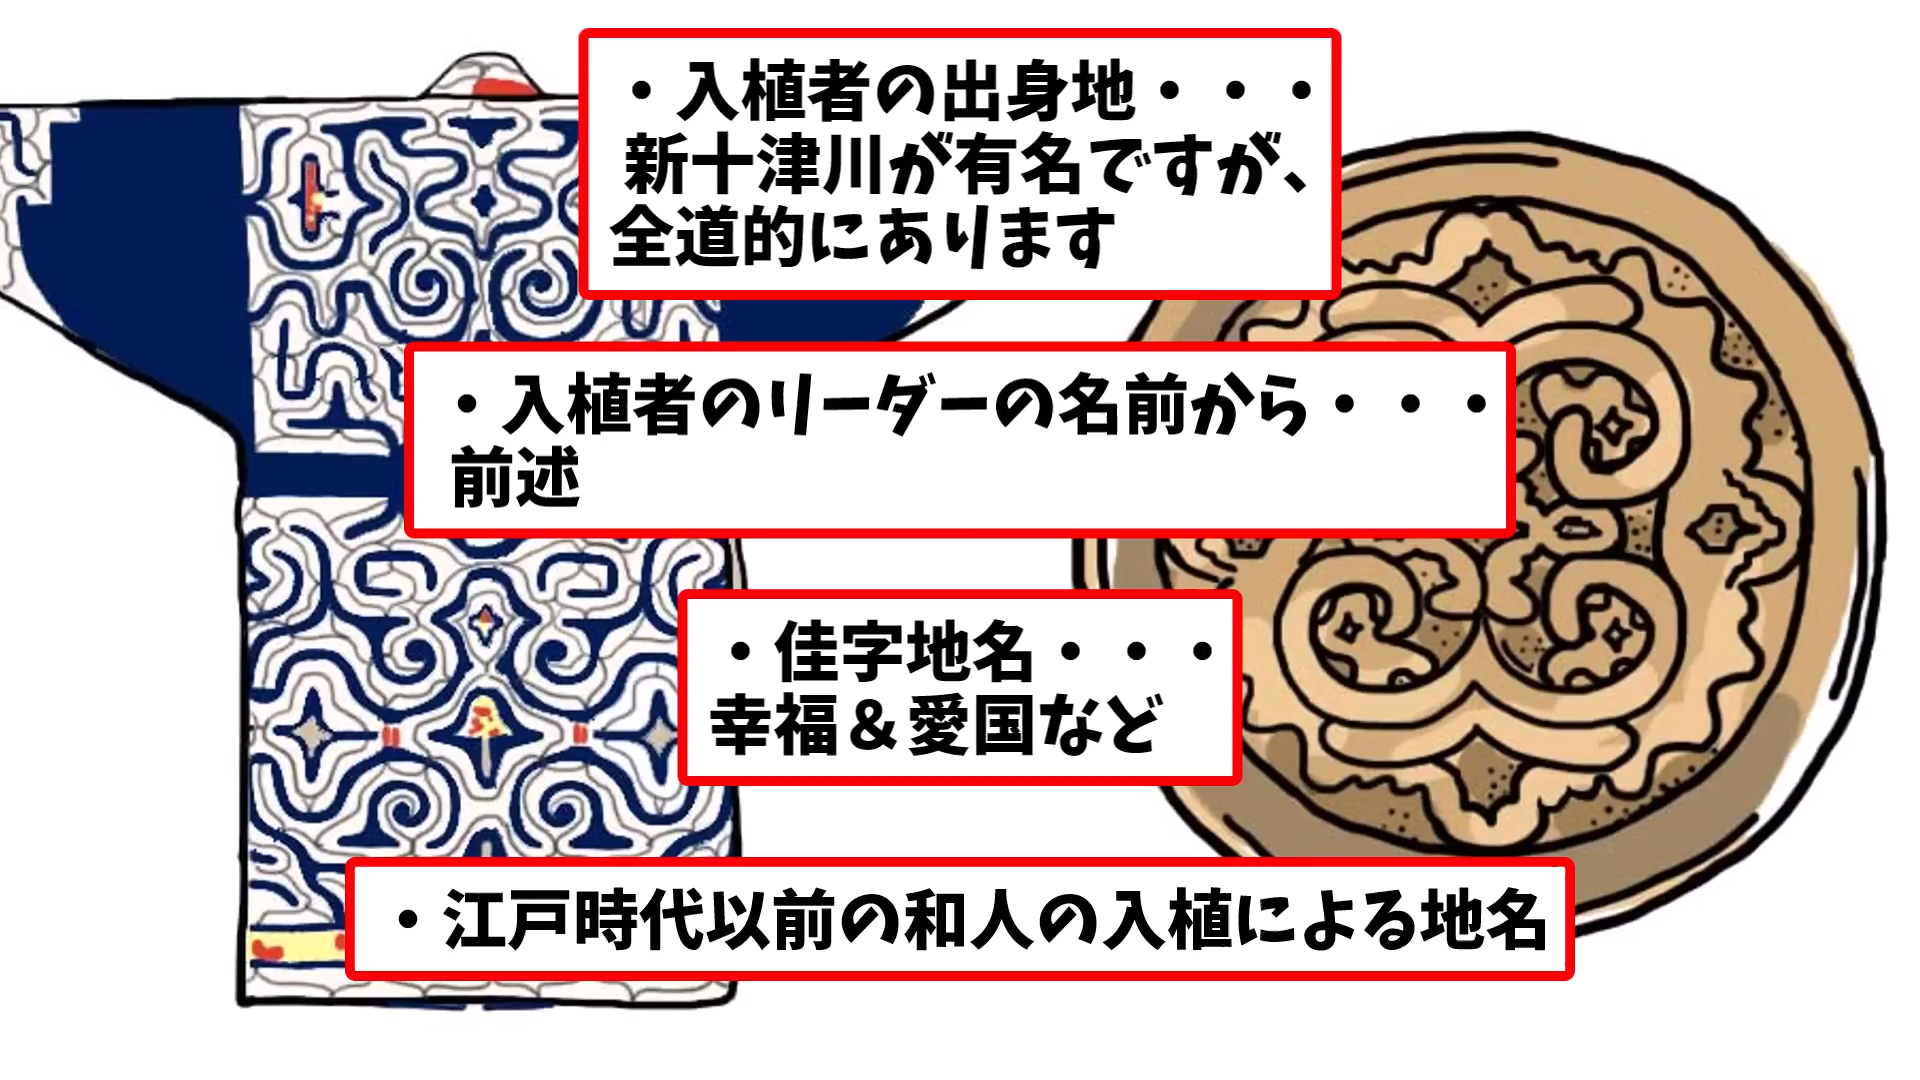 ・入植者の出身地・・・
新十津川が有名ですが、
全道的にあります
・入植者のリーダーの名前から・・・
前述
・佳字地名・・・
幸福＆愛国など
・江戸時代以前の和人の入植による地名